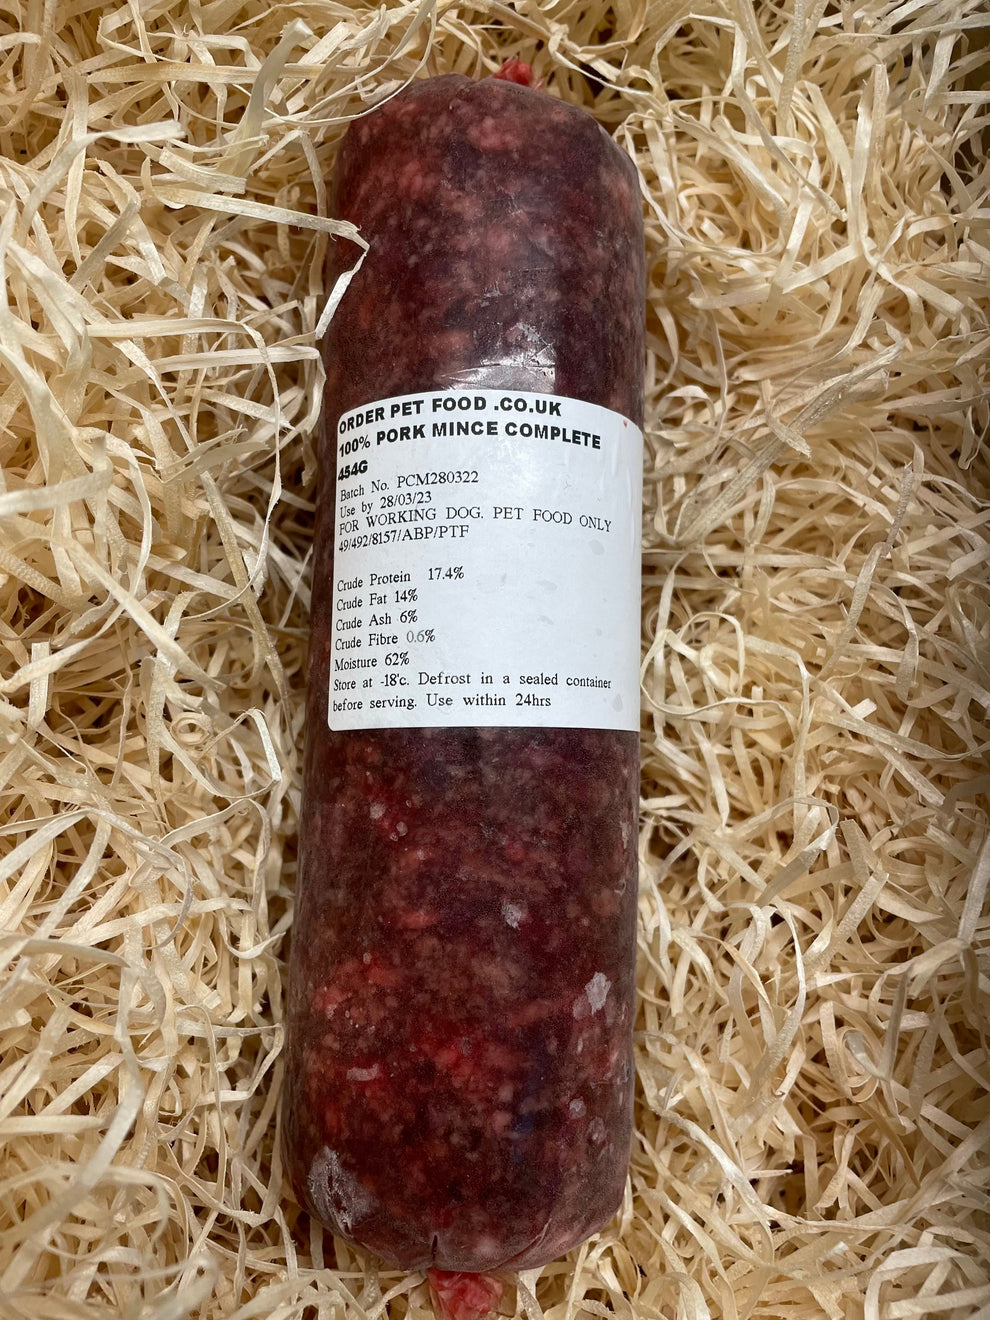 ORDER PET FOOD .CO.UK
100% PORK MINCE COMPLETE
454G
Batch No. PCM280322
Use by 28/03/23
FOR WORKING DOG. PET FOOD ONLY
49/492/8157/ABP/PTF
Crude Protein 17.4%
Crude Fat 14%
Crude Ash 6%
Crude Fibre 0.6%
Moisture 62%
Store at -18'c. Defrost in a sealed container
before serving. Use within 24hrs